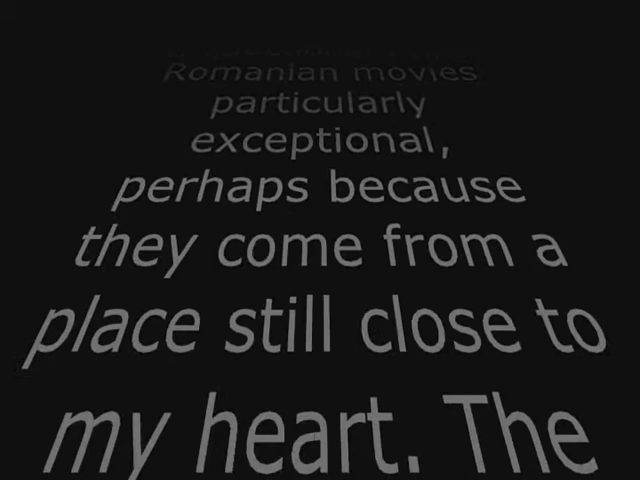 Romanian movies
particularly
exceptional,
perhaps because
they come from a
place still close to
my heart. The